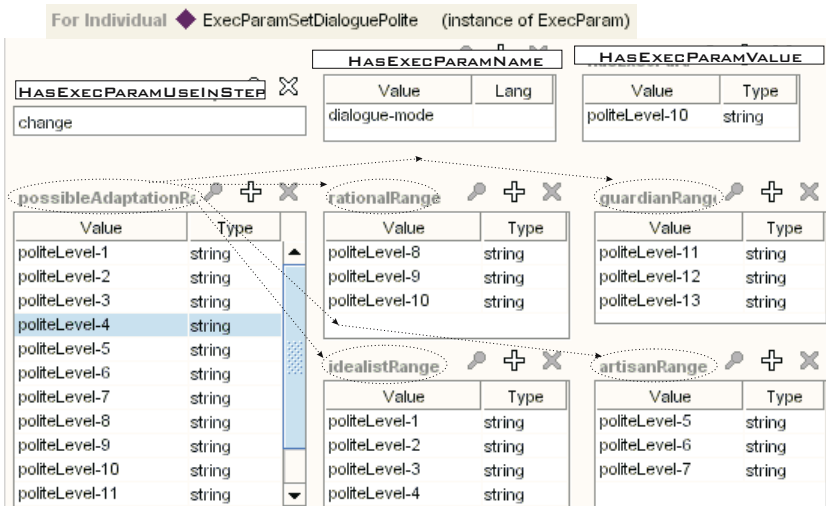 For Individual ExecParamSetDialoguePolite (instance of ExecParam)
HasExecParamUseInStep
change
HasExecParamName
Value Lang
dialogue-mode
HasExecParamValue
Value Type
politeLevel-10 string
possibleAdaptationRa
Value Type
politeLevel-1 string
politeLevel-2 string
politeLevel-3 string
politeLevel-4 string
politeLevel-5 string
politeLevel-6 string
politeLevel-7 string
politeLevel-8 string
politeLevel-9 string
politeLevel-10 string
politeLevel-11 string
rationalRange
Value Type
politeLevel-8 string
politeLevel-9 string
politeLevel-10 string
guardianRange
Value Type
politeLevel-11 string
politeLevel-12 string
politeLevel-13 string
idealistRange
Value Type
politeLevel-1 string
politeLevel-2 string
politeLevel-3 string
politeLevel-4 string
artisanRange
Value Type
politeLevel-5 string
politeLevel-6 string
politeLevel-7 string